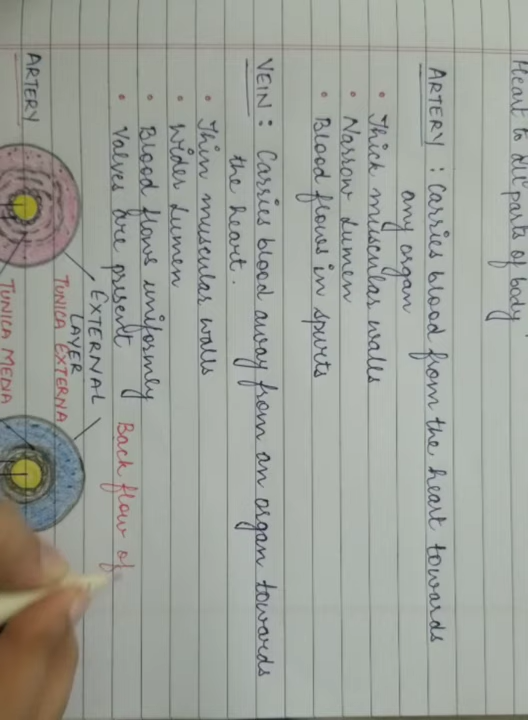 Heart to all parts of body
ARTERY : Carries blood from the heart towards
any organ
• Thick muscular walls
• Narrow Lumen
• Blood flows in spurts
VEIN : Carries blood away from an organ towards
the heart.
• Thin muscular walls
• Wider Lumen
• Blood flows uniformly
• Valves are present Back flow of
EXTERNAL
LAYER
TUNICA EXTERNA
ARTERY
TUNICA MEDIA